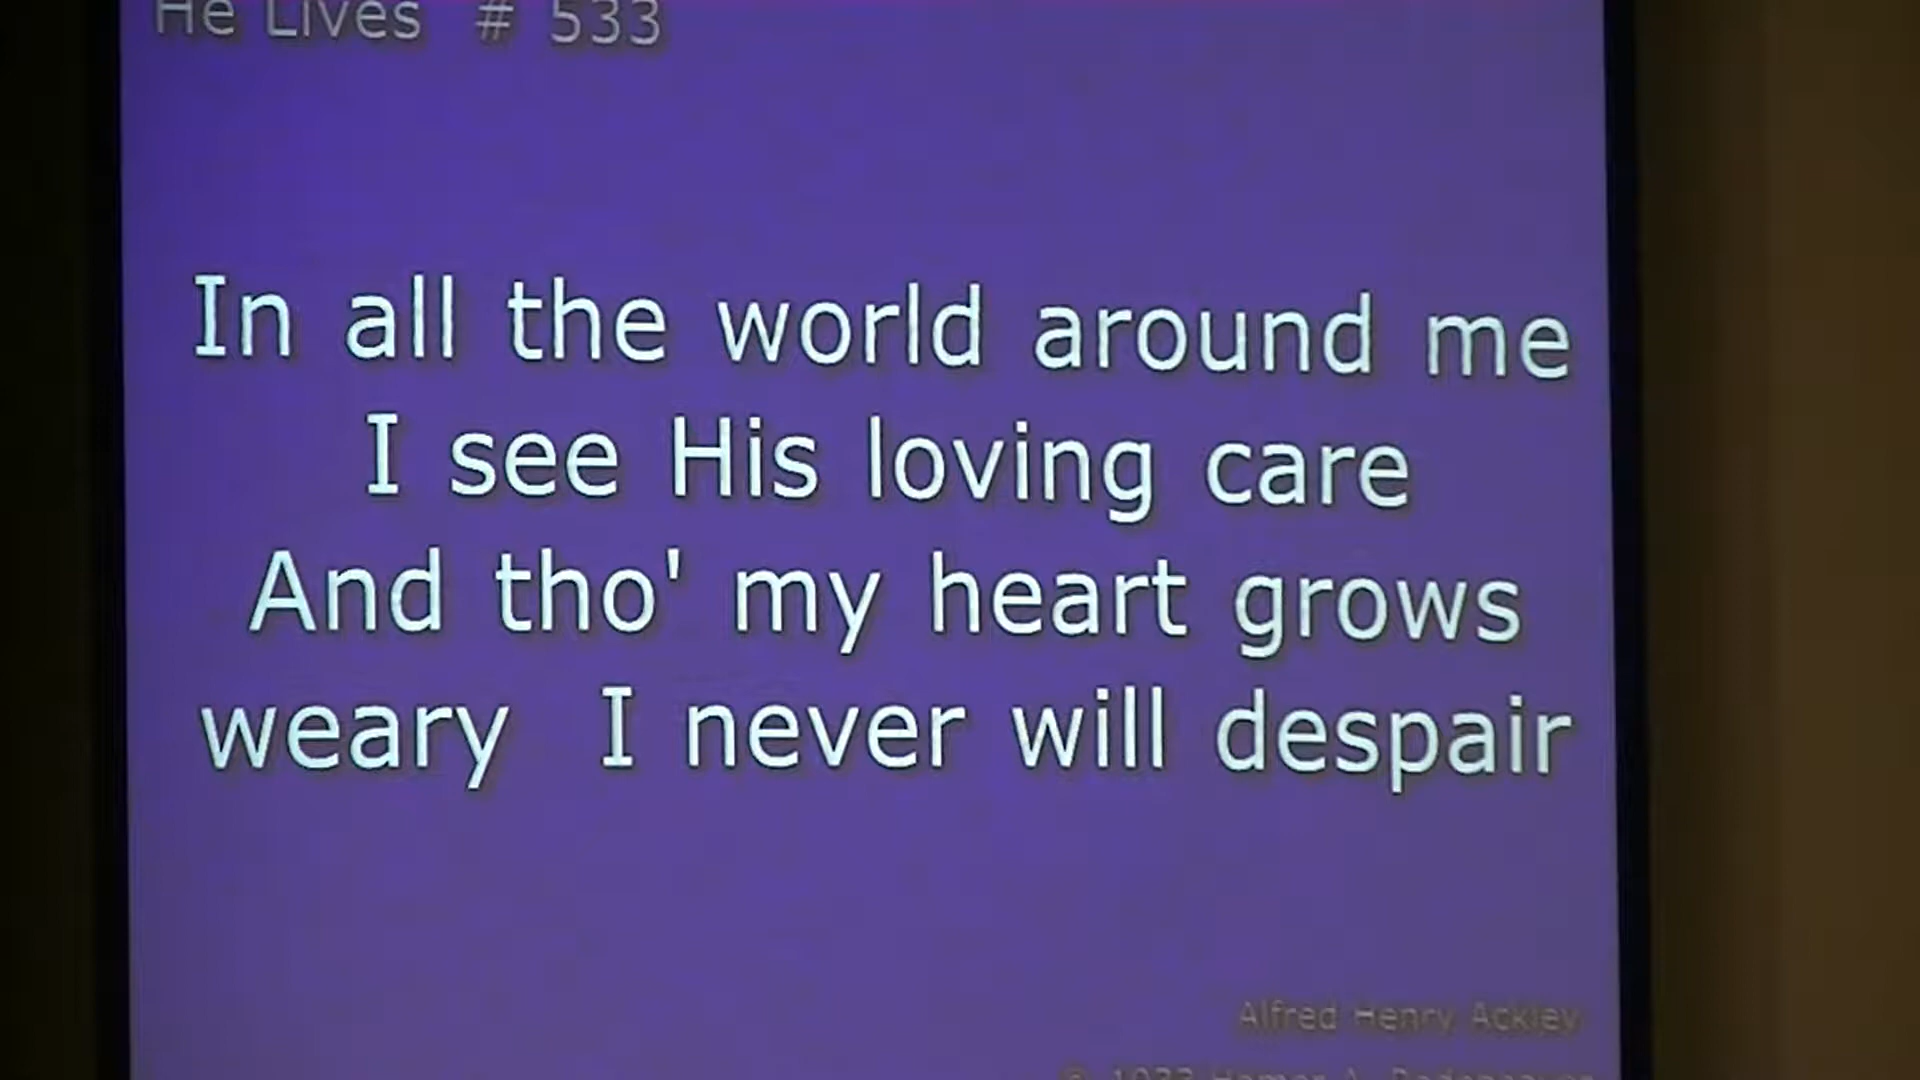 He Lives # 533
In all the world around me
I see His loving care
And tho' my heart grows
weary I never will despair
Alfred Henry Ackley